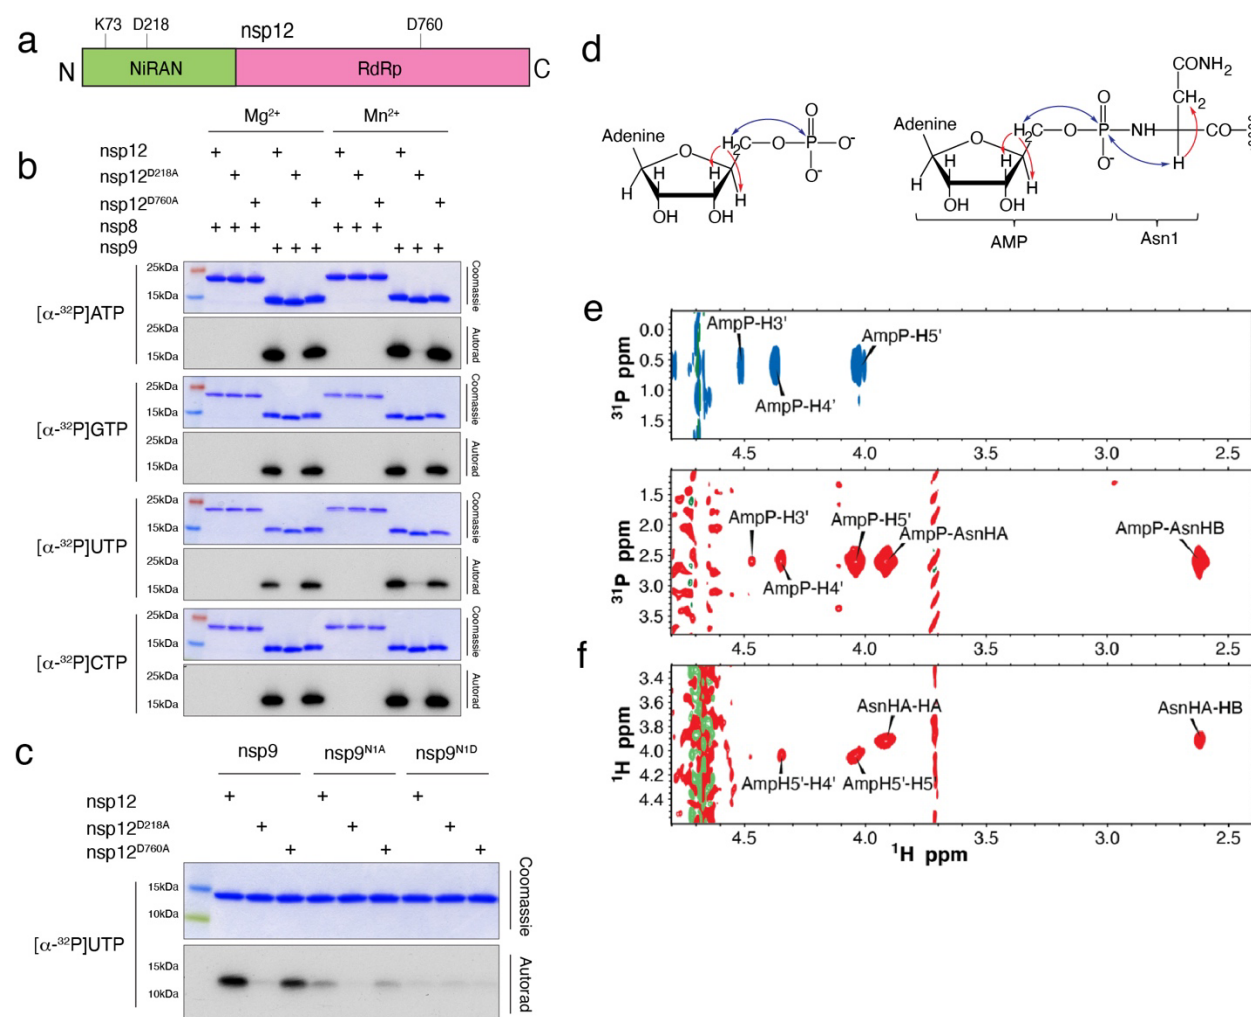 a
K73 D218 nsp12 D760
N NiRAN RdRp C
b
Mg²⁺ Mn²⁺
nsp12 + + + +
nsp12ᴰ²¹⁸ᴬ + + + +
nsp12ᴰ⁷⁶⁰ᴬ + + + +
nsp8 + + + + + +
nsp9 + + + + + +
[α-³²P]ATP
25kDa
15kDa
Coomassie
25kDa
15kDa
Autorad
[α-³²P]GTP
25kDa
15kDa
Coomassie
25kDa
15kDa
Autorad
[α-³²P]UTP
25kDa
15kDa
Coomassie
25kDa
15kDa
Autorad
[α-³²P]CTP
25kDa
15kDa
Coomassie
25kDa
15kDa
Autorad
c
nsp9 nsp9ᴺ¹ᴬ nsp9ᴺ¹ᴰ
nsp12 + + +
nsp12ᴰ²¹⁸ᴬ + + +
nsp12ᴰ⁷⁶⁰ᴬ + + +
[α-³²P]UTP
15kDa
10kDa
Coomassie
15kDa
10kDa
Autorad
d
Adenine O H₂C O P O O⁻ O⁻
H H H H
OH OH
CONH₂
CH₂
Adenine O H₂C O P O O⁻ NH CO
H H H H H
OH OH
AMP Asn1
e
³¹P ppm
0.0
0.5
1.0
1.5
AmpP-H3'
AmpP-H5'
AmpP-H4'
4.5 4.0 3.5 3.0 2.5
³¹P ppm
1.5
2.0
2.5
3.0
3.5
AmpP-H3'
AmpP-H5'
AmpP-AsnHA
AmpP-AsnHB
AmpP-H4'
4.5 4.0 3.5 3.0 2.5
f
¹H ppm
3.4
3.6
3.8
4.0
4.2
4.4
AsnHA-HA
AsnHA-HB
AmpH5'-H4'
AmpH5'-H5'
4.5 4.0 3.5 3.0 2.5
¹H ppm